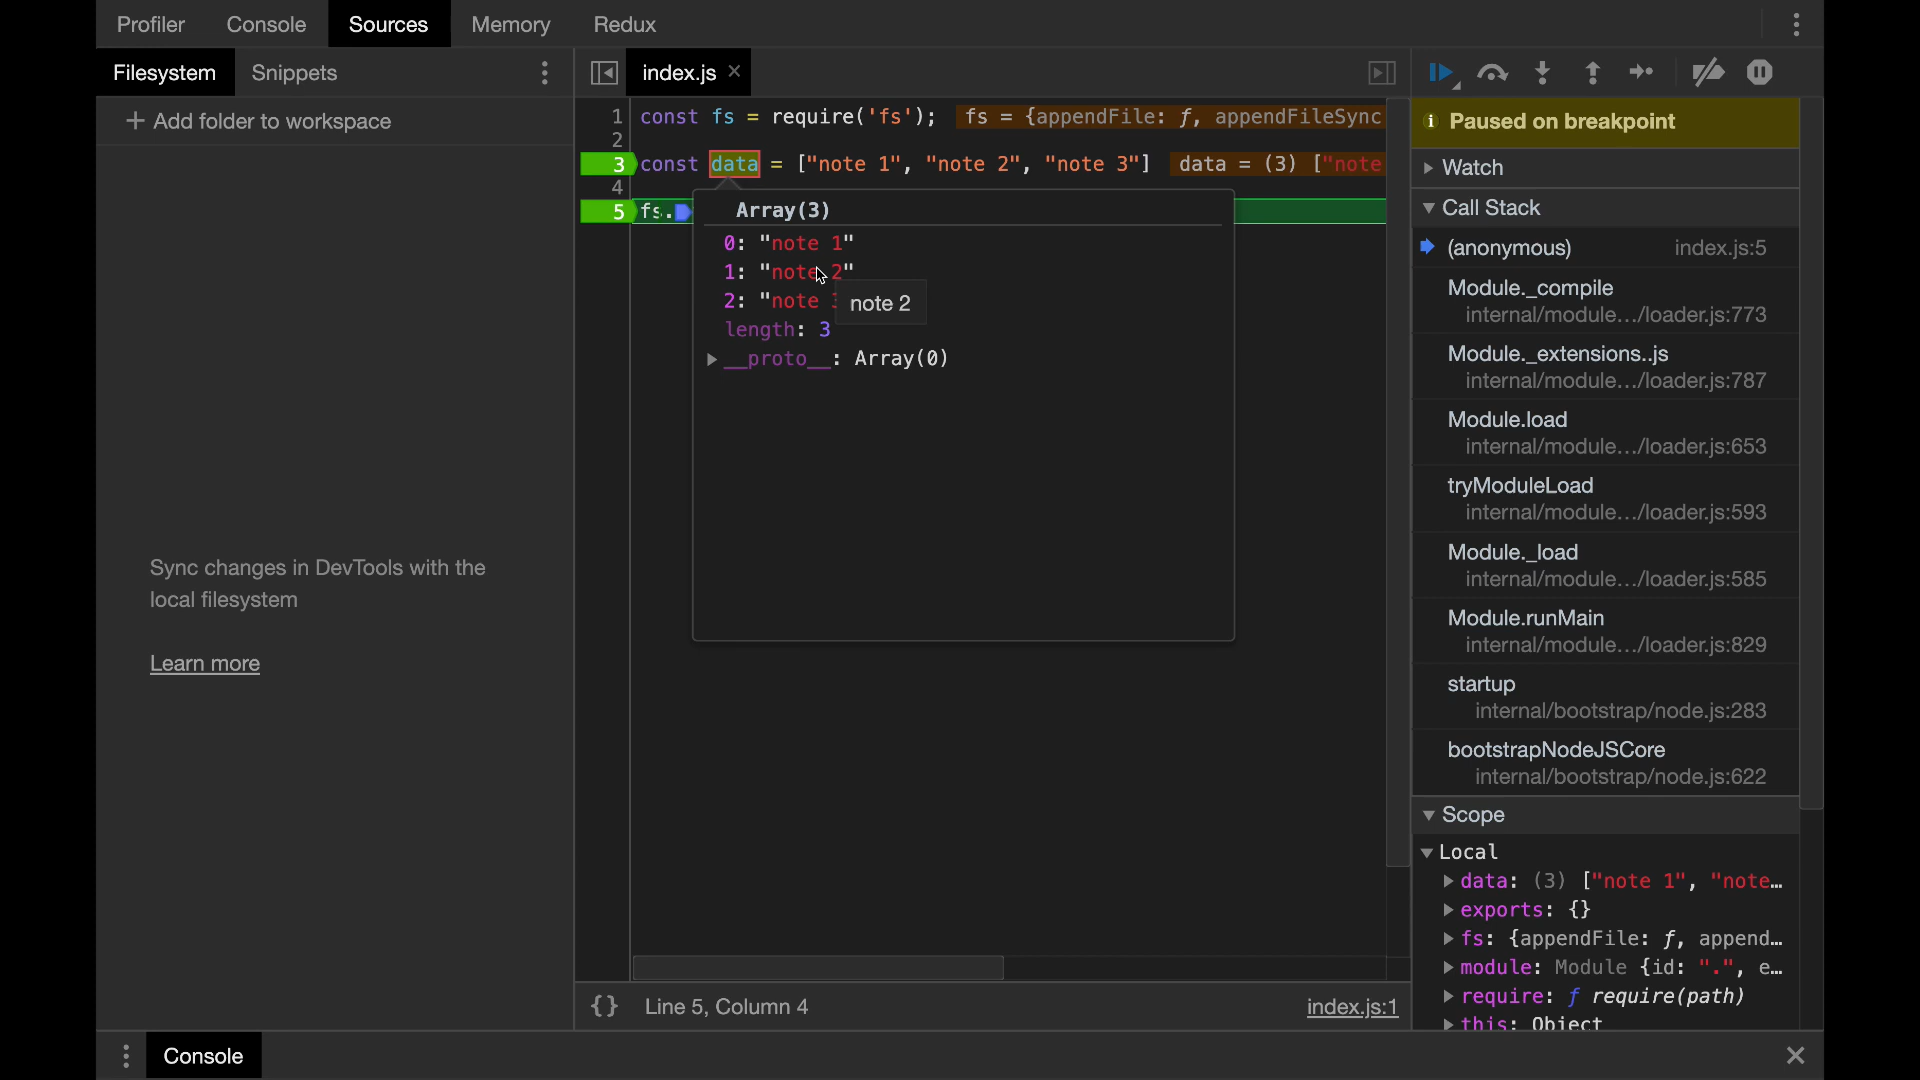 Profiler Console Sources Memory Redux
Filesystem Snippets
index.js ×
+ Add folder to workspace
Sync changes in DevTools with the
local filesystem
Learn more
1 const fs = require('fs'); fs = {appendFile: ƒ, appendFileSync
2
3 const data = ["note 1", "note 2", "note 3"] data = (3) ["note
4
5 fs.
Array(3)
0: "note 1"
1: "note 2"
2: "note
note 2
length: 3
__proto__: Array(0)
{} Line 5, Column 4 index.js:1
Paused on breakpoint
Watch
Call Stack
(anonymous) index.js:5
Module._compile
internal/module…/loader.js:773
Module._extensions..js
internal/module…/loader.js:787
Module.load
internal/module…/loader.js:653
tryModuleLoad
internal/module…/loader.js:593
Module._load
internal/module…/loader.js:585
Module.runMain
internal/module…/loader.js:829
startup
internal/bootstrap/node.js:283
bootstrapNodeJSCore
internal/bootstrap/node.js:622
Scope
Local
data: (3) ["note 1", "note…
exports: {}
fs: {appendFile: ƒ, append…
module: Module {id: ".", e…
require: ƒ require(path)
this: Object
Console